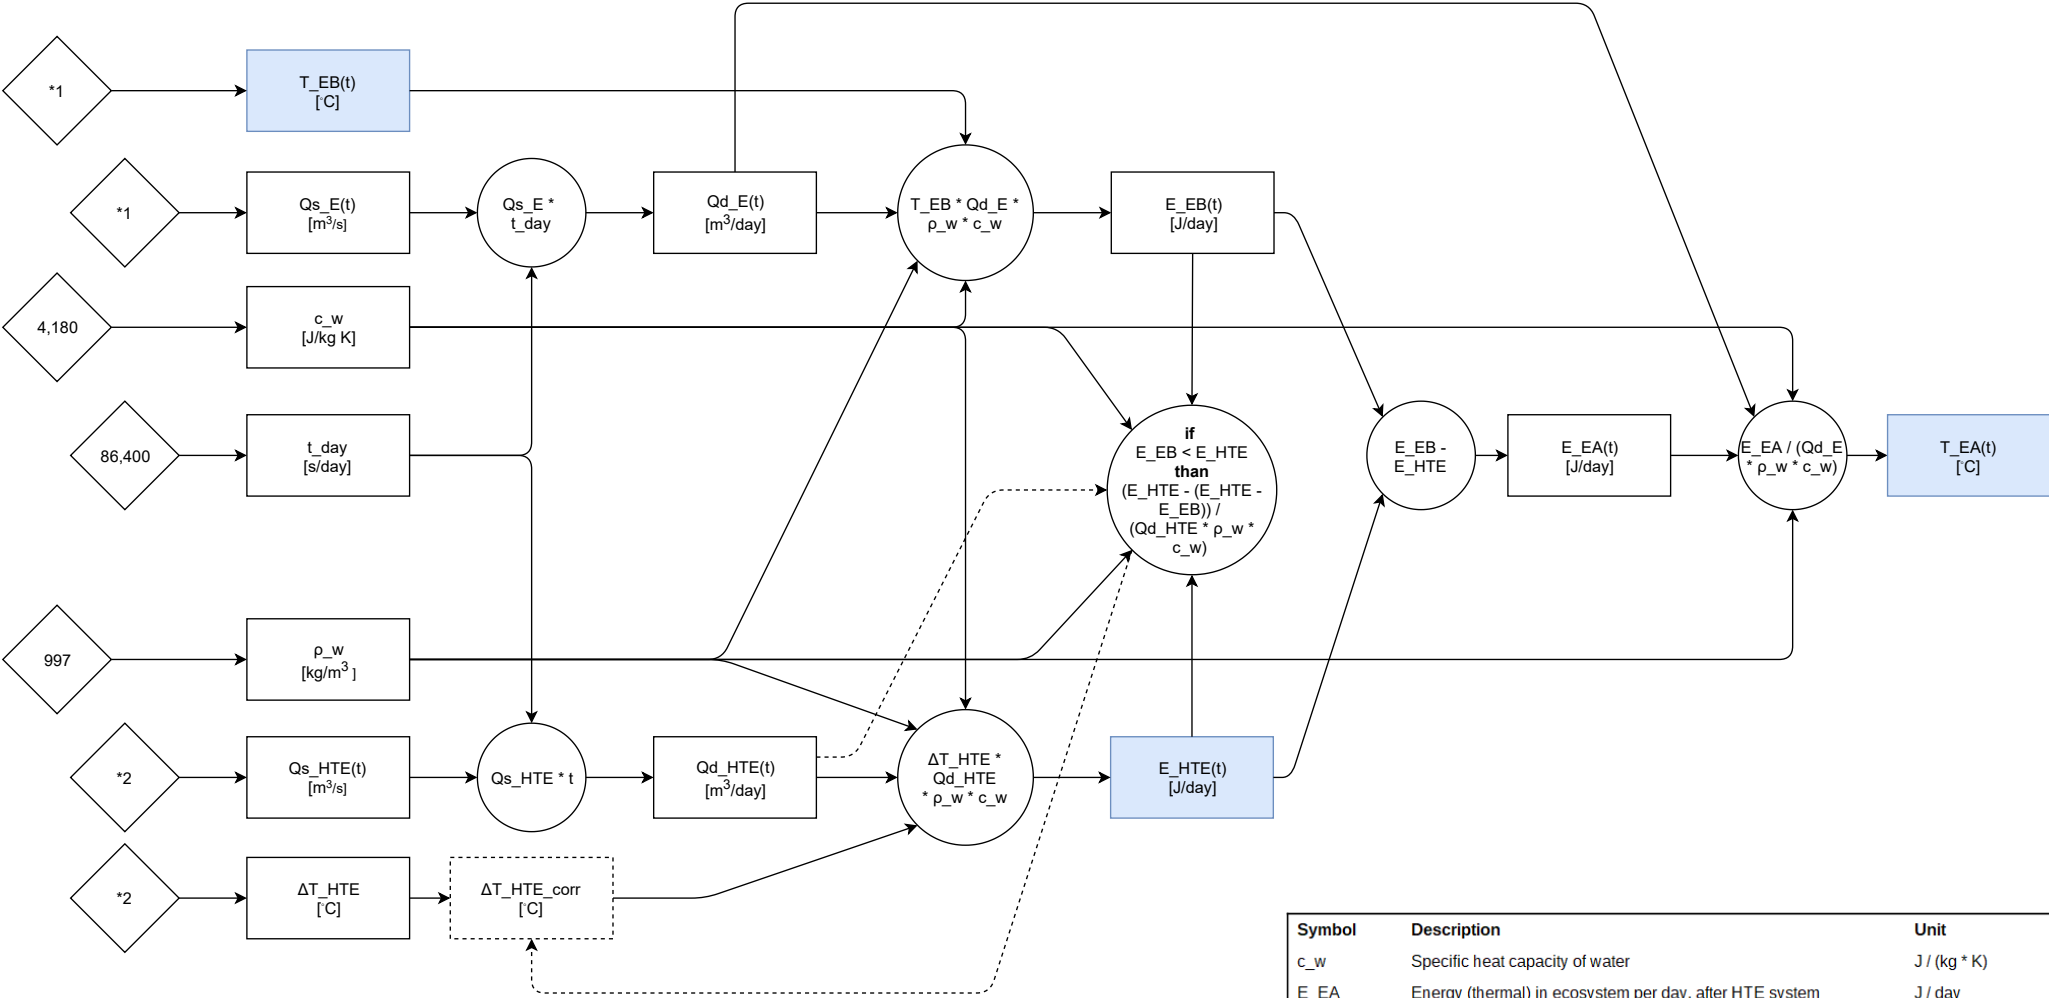 *1
T_EB(t)
[°C]
*1
Qs_E(t)
[m³/s]
Qs_E *
t_day
Qd_E(t)
[m³/day]
T_EB * Qd_E *
ρ_w * c_w
E_EB(t)
[J/day]
4,180
c_w
[J/kg K]
86,400
t_day
[s/day]
if
E_EB < E_HTE
than
(E_HTE - (E_HTE -
E_EB)) /
(Qd_HTE * ρ_w *
c_w)
E_EB -
E_HTE
E_EA(t)
[J/day]
E_EA / (Qd_E
* ρ_w * c_w)
T_EA(t)
[°C]
997
ρ_w
[kg/m³ ]
*2
Qs_HTE(t)
[m³/s]
Qs_HTE * t
Qd_HTE(t)
[m³/day]
ΔT_HTE *
Qd_HTE
* ρ_w * c_w
E_HTE(t)
[J/day]
*2
ΔT_HTE
[°C]
ΔT_HTE_corr
[°C]
Symbol Description Unit
c_w Specific heat capacity of water J / (kg * K)
E_EA Energy (thermal) in ecosystem per day, after HTE system J / day